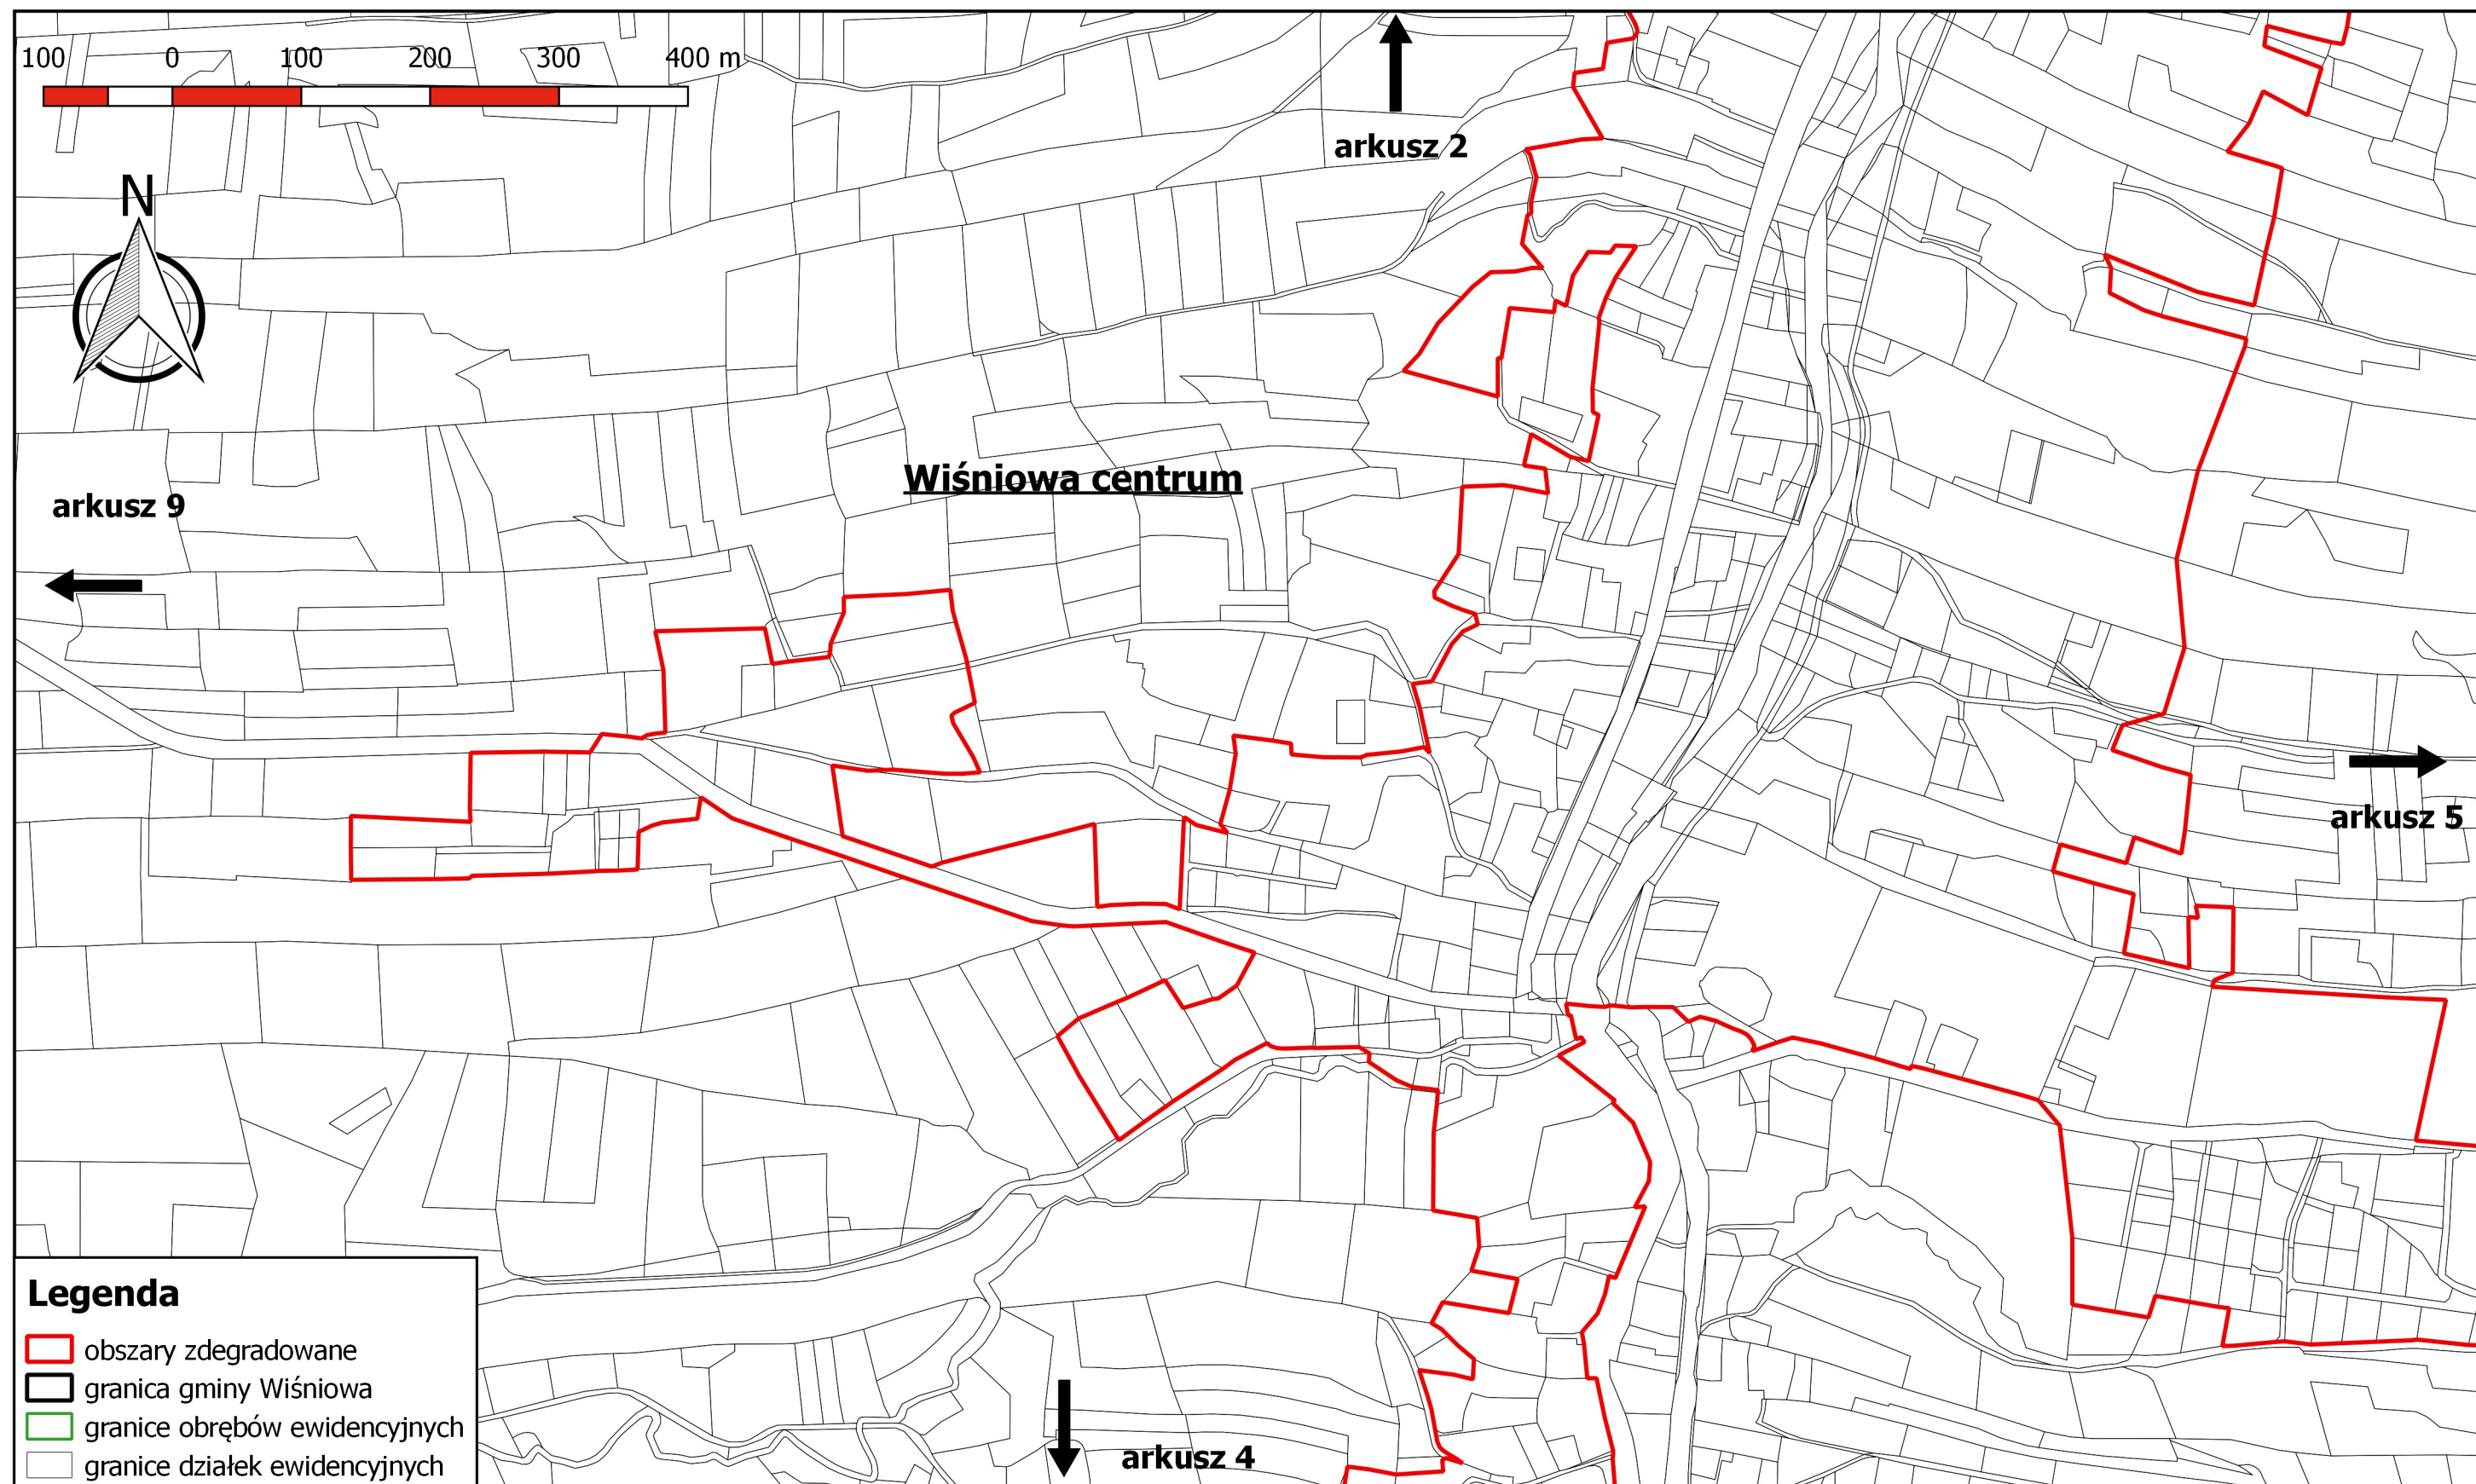 100 0 100 200 300 400 m
arkusz 2
N
Wiśniowa centrum
arkusz 9
arkusz 5
Legenda
obszary zdegradowane
granica gminy Wiśniowa
granice obrębów ewidencyjnych
granice działek ewidencyjnych
arkusz 4